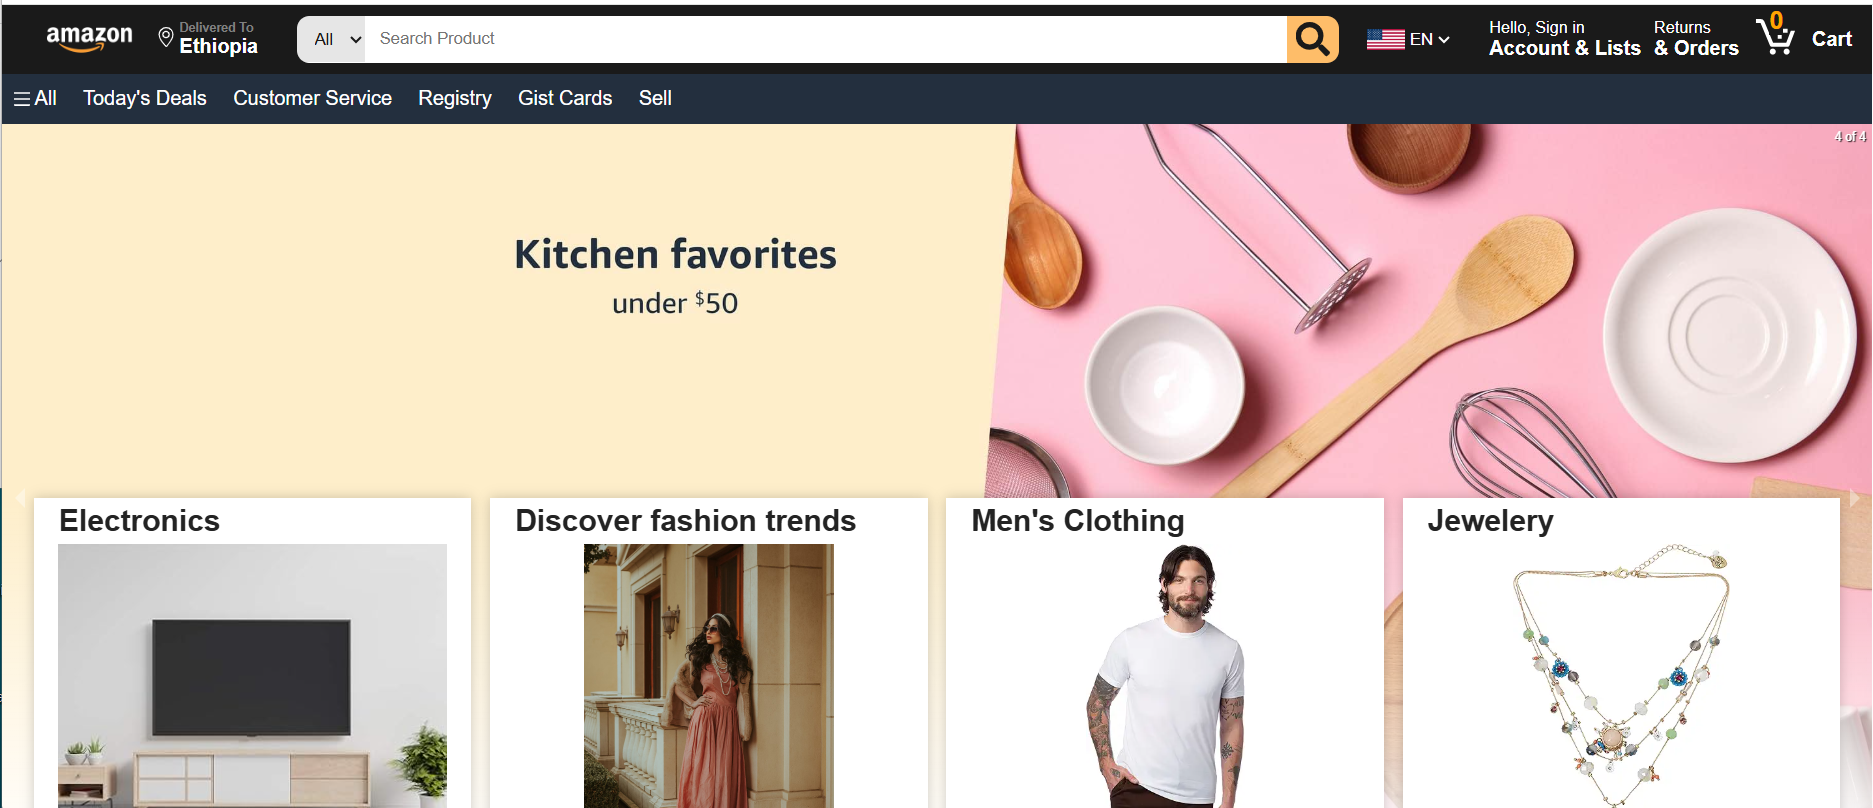 amazon
Delivered To
Ethiopia
All
Search Product
EN
Hello, Sign in
Account & Lists
Returns
& Orders
0
Cart
All
Today's Deals
Customer Service
Registry
Gist Cards
Sell
4 of 4
Kitchen favorites
under $50
Electronics
Discover fashion trends
Men's Clothing
Jewelery